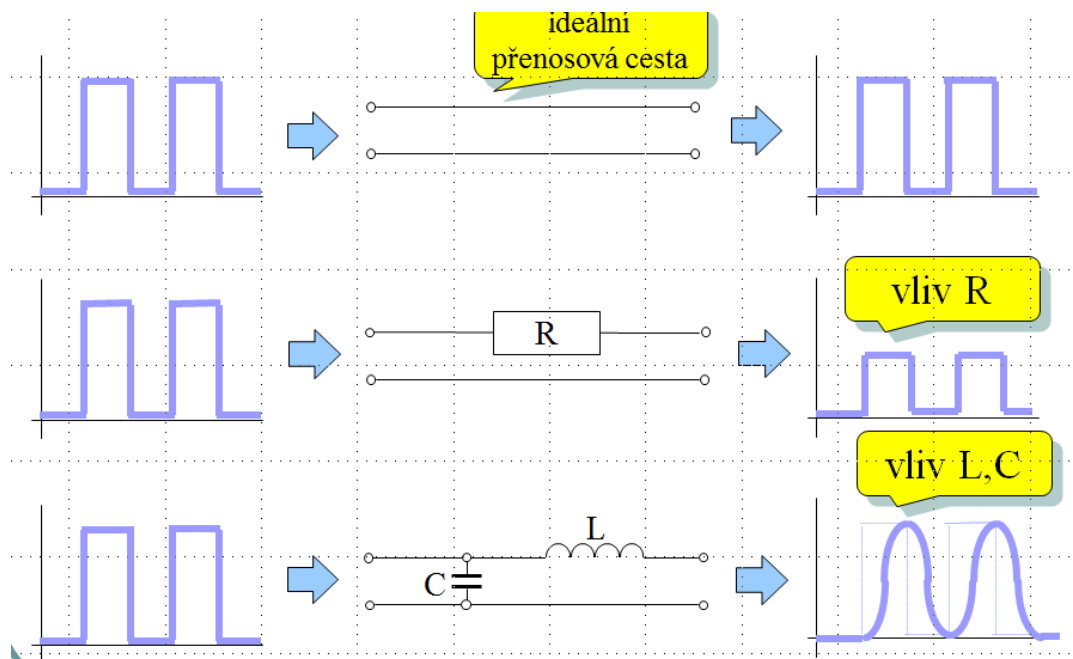 ideální
přenosová cesta
vliv R
R
vliv L,C
L
C